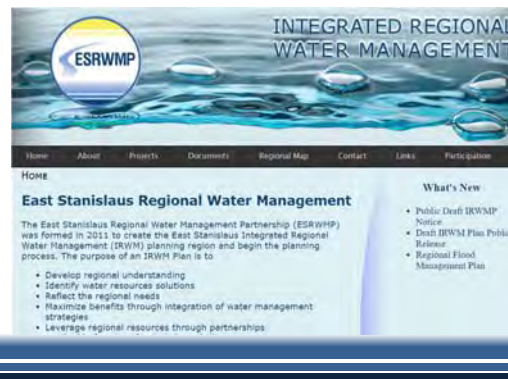 ESRWMP
INTEGRATED REGIONAL
WATER MANAGEMENT
Home About Projects Documents Regional Map Contact Links Participation
HOME
East Stanislaus Regional Water Management
The East Stanislaus Regional Water Management Partnership (ESRWMP)
was formed in 2011 to create the East Stanislaus Integrated Regional
Water Management (IRWM) planning region and begin the planning
process. The purpose of an IRWM Plan is to
• Develop regional understanding
• Identify water resources solutions
• Reflect the regional needs
• Maximize benefits through integration of water management
strategies
• Leverage regional resources through partnerships
What's New
• Public Draft IRWMP
Notice
• Draft IRWM Plan Public
Release
• Regional Flood
Management Plan